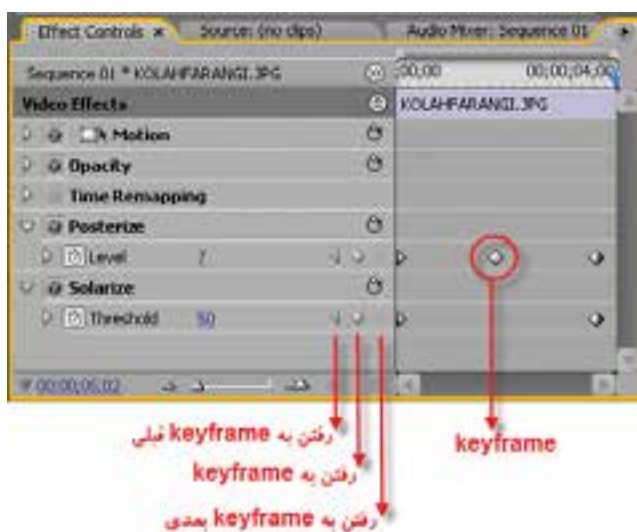 Effect Controls × Source: (no clips) Audio Mixer: Sequence 01
Sequence 01 * KOLAHFARANGI.JPG :00;00 00;00;04;00
Video Effects KOLAHFARANGI.JPG
Motion
Opacity
Time Remapping
Posterize
Level 7
Solarize
Threshold 50
00;00;05;02
رفتن به keyframe قبلی
keyframe
رفتن به keyframe
رفتن به keyframe بعدی